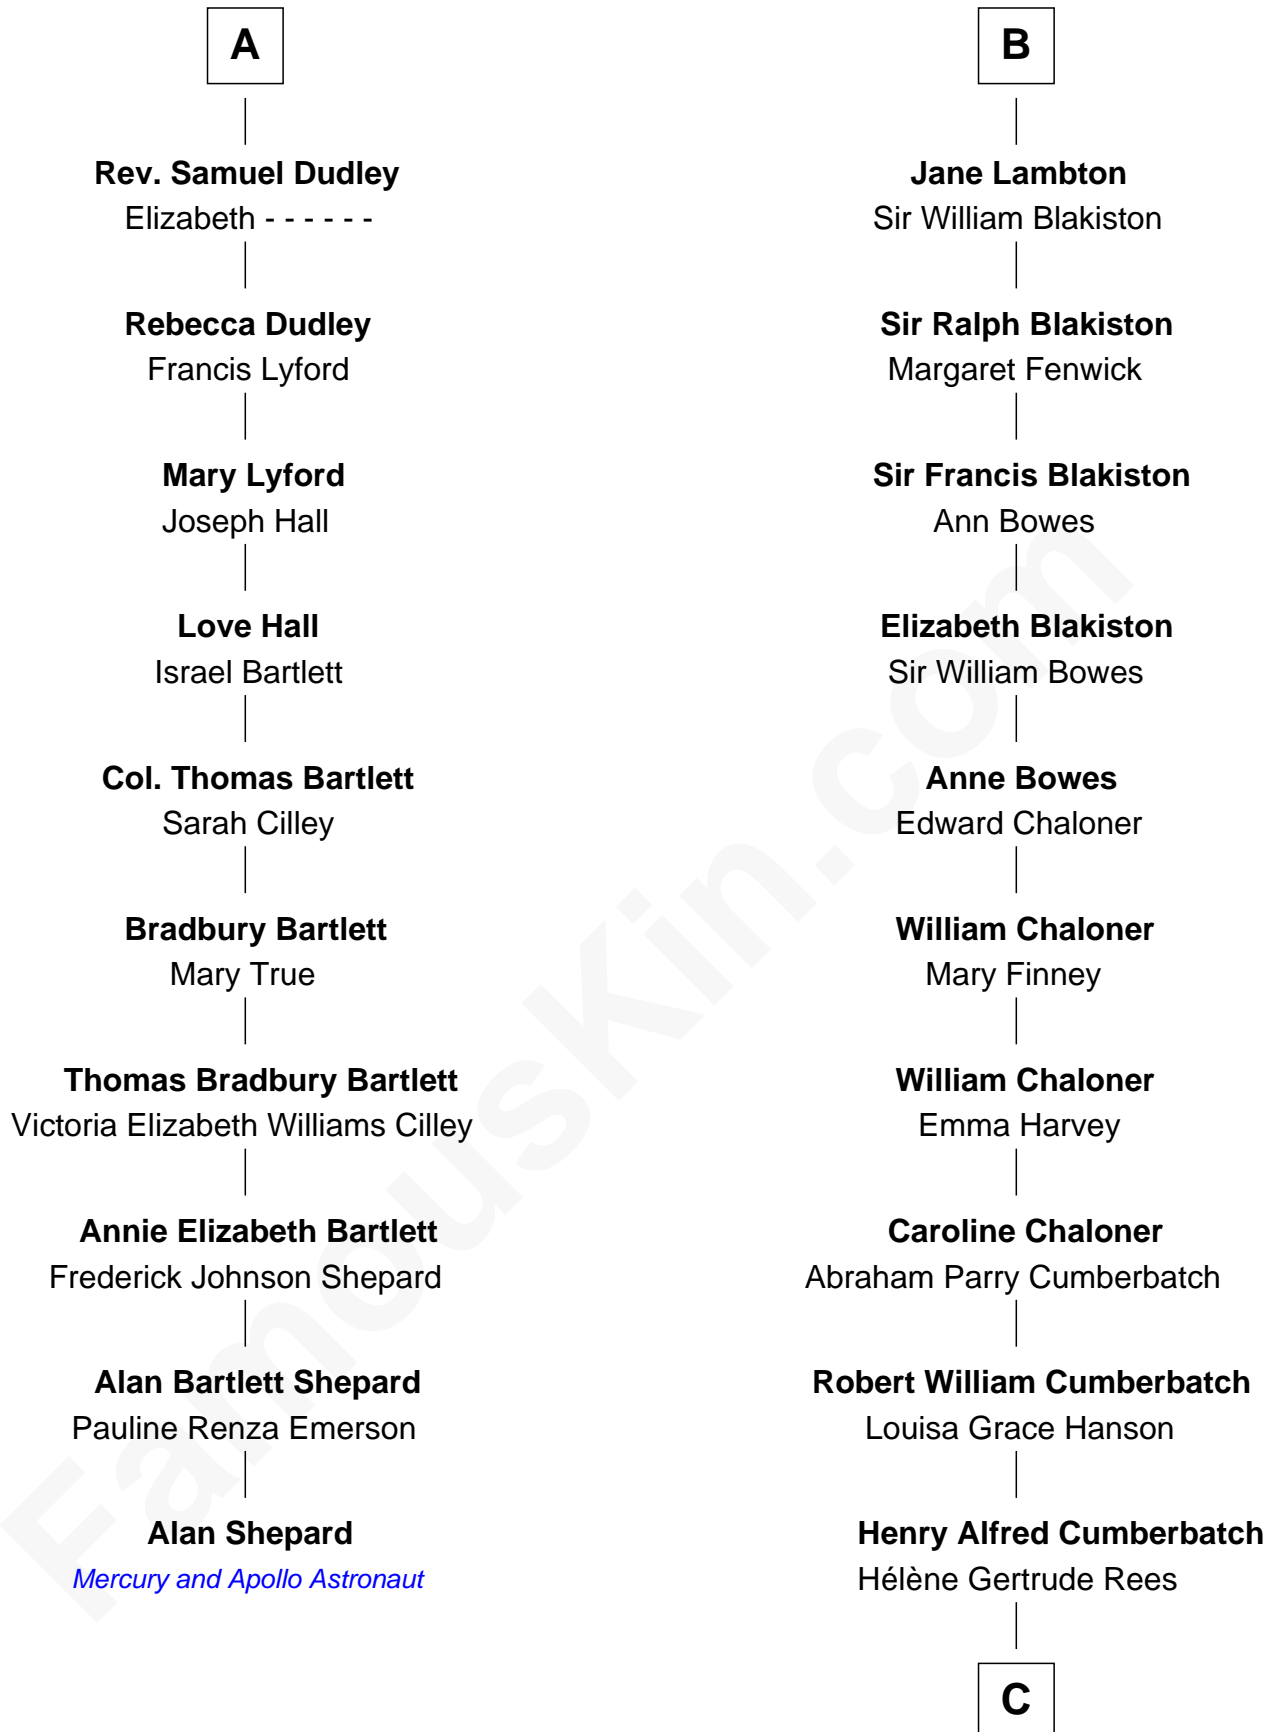 A
Rev. Samuel Dudley
Elizabeth - - - - - -
Rebecca Dudley
Francis Lyford
Mary Lyford
Joseph Hall
Love Hall
Israel Bartlett
Col. Thomas Bartlett
Sarah Cilley
Bradbury Bartlett
Mary True
Thomas Bradbury Bartlett
Victoria Elizabeth Williams Cilley
Annie Elizabeth Bartlett
Frederick Johnson Shepard
Alan Bartlett Shepard
Pauline Renza Emerson
Alan Shepard
Mercury and Apollo Astronaut
B
Jane Lambton
Sir William Blakiston
Sir Ralph Blakiston
Margaret Fenwick
Sir Francis Blakiston
Ann Bowes
Elizabeth Blakiston
Sir William Bowes
Anne Bowes
Edward Chaloner
William Chaloner
Mary Finney
William Chaloner
Emma Harvey
Caroline Chaloner
Abraham Parry Cumberbatch
Robert William Cumberbatch
Louisa Grace Hanson
Henry Alfred Cumberbatch
Hélène Gertrude Rees
C
FamousKin.com